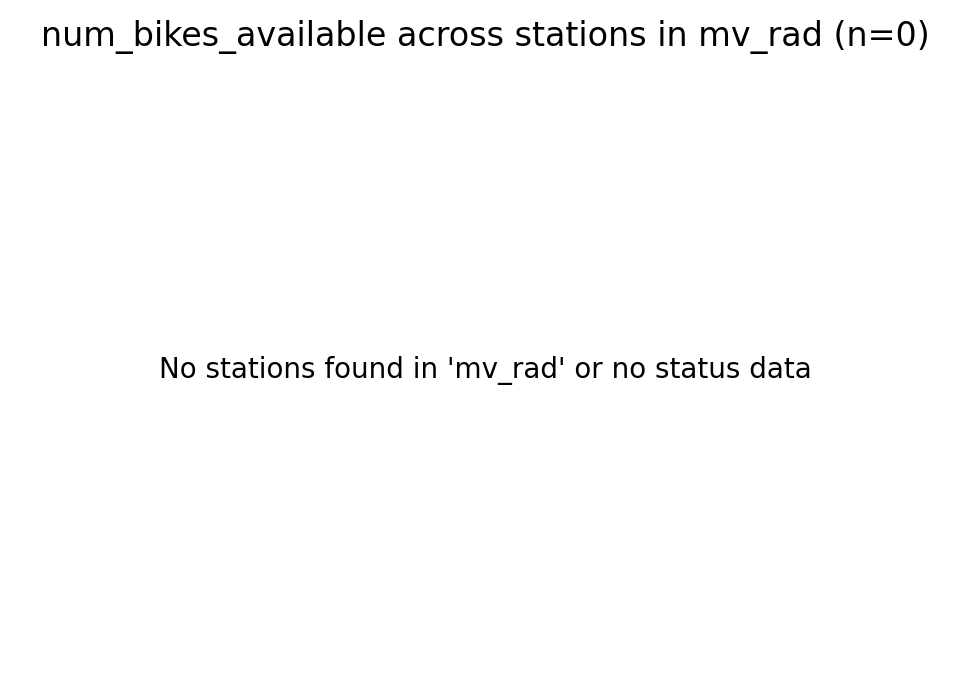 num_bikes_available across stations in mv_rad (n=0)
No stations found in 'mv_rad' or no status data